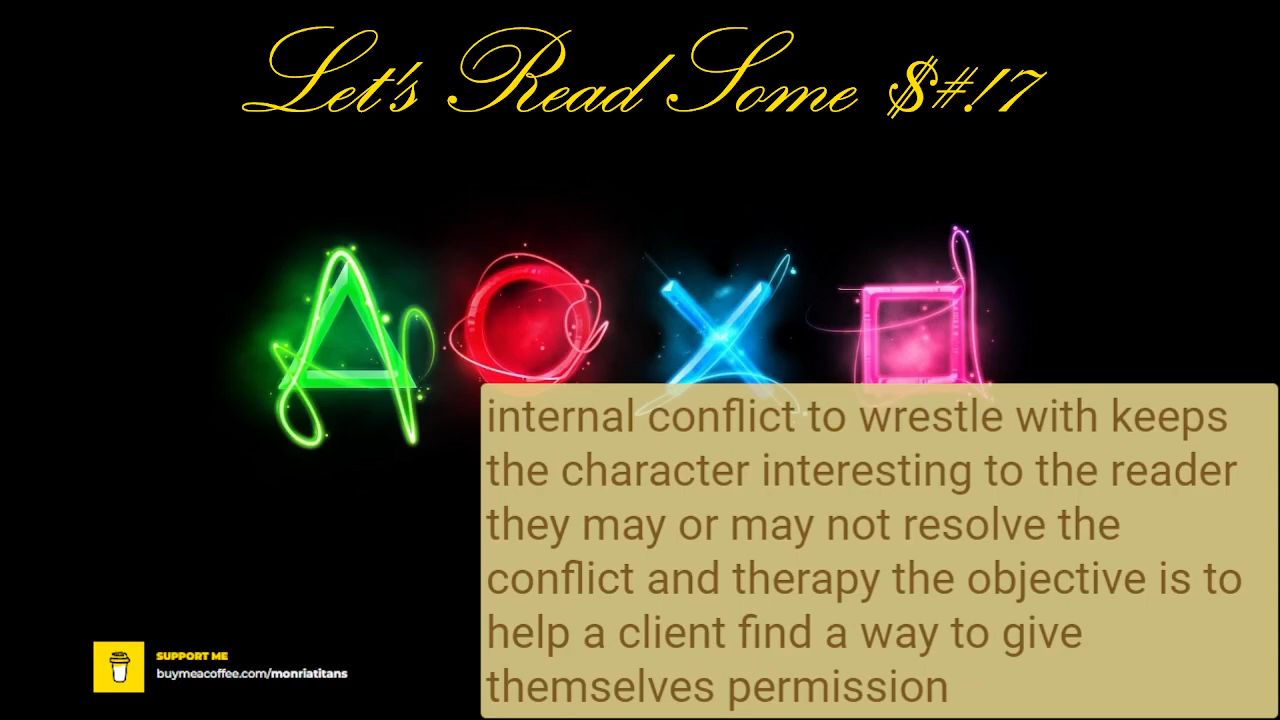 Let's Read Some $#!7
internal conflict to wrestle with keeps
the character interesting to the reader
they may or may not resolve the
conflict and therapy the objective is to
help a client find a way to give
themselves permission
SUPPORT ME
buymeacoffee.com/monriatitans